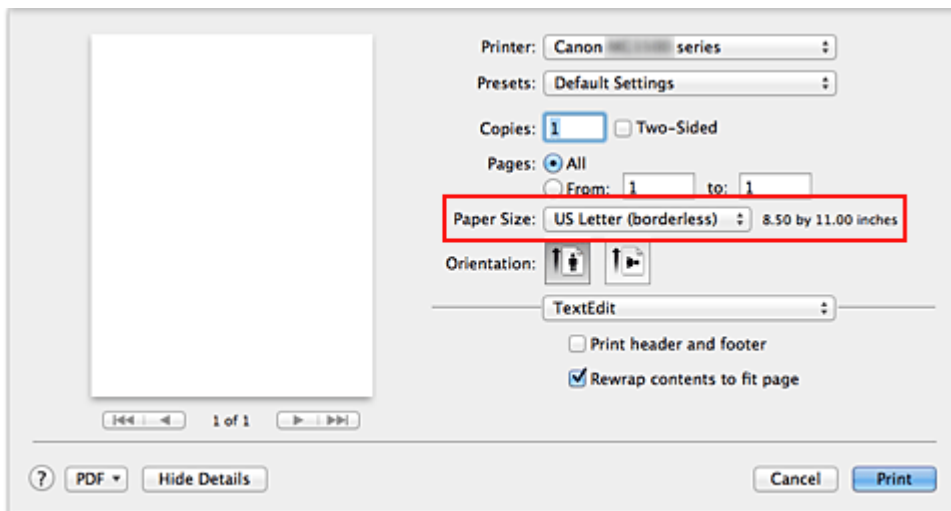 Printer: Canon series
Presets: Default Settings
Copies: 1 Two-Sided
Pages: All
From: 1 to: 1
Paper Size: US Letter (borderless) 8.50 by 11.00 inches
Orientation:
TextEdit
Print header and footer
Rewrap contents to fit page
1 of 1
? PDF Hide Details Cancel Print